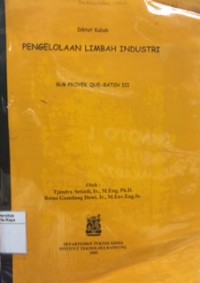 Diktat Kuliah
PENGELOLAAN LIMBAH INDUSTRI
SUB PROYEK QUE-BATCH III
Oleh :
Tjandra Setiadi, Ir., M.Eng. Ph.D.
Retno Gumilang Dewi, Ir., M.Env.Eng.Sc.
DEPARTEMEN TEKNIK KIMIA
INSTITUT TEKNOLOGI BANDUNG